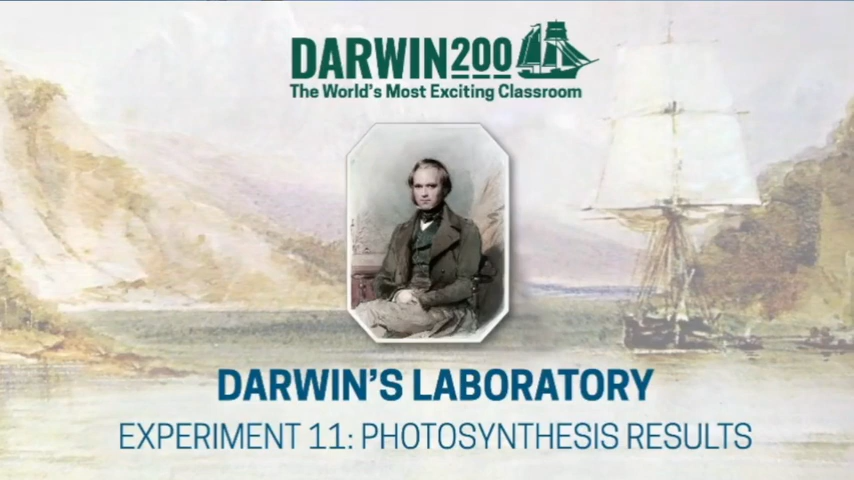 DARWIN200
The World's Most Exciting Classroom
DARWIN'S LABORATORY
EXPERIMENT 11: PHOTOSYNTHESIS RESULTS